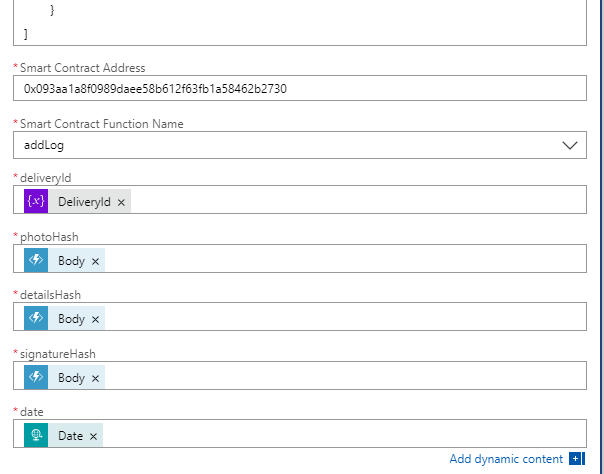 }
]
* Smart Contract Address
0x093aa1a8f0989daee58b612f63fb1a58462b2730
* Smart Contract Function Name
addLog
* deliveryId
{x} DeliveryId ×
* photoHash
Body ×
* detailsHash
Body ×
* signatureHash
Body ×
* date
Date ×
Add dynamic content